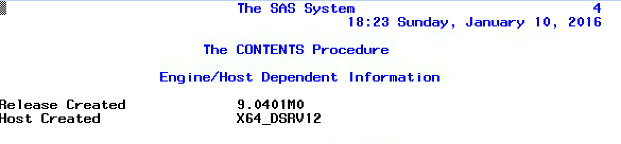 The SAS System 4
18:23 Sunday, January 10, 2016
The CONTENTS Procedure
Engine/Host Dependent Information
Release Created 9.0401M0
Host Created X64_DSRV12